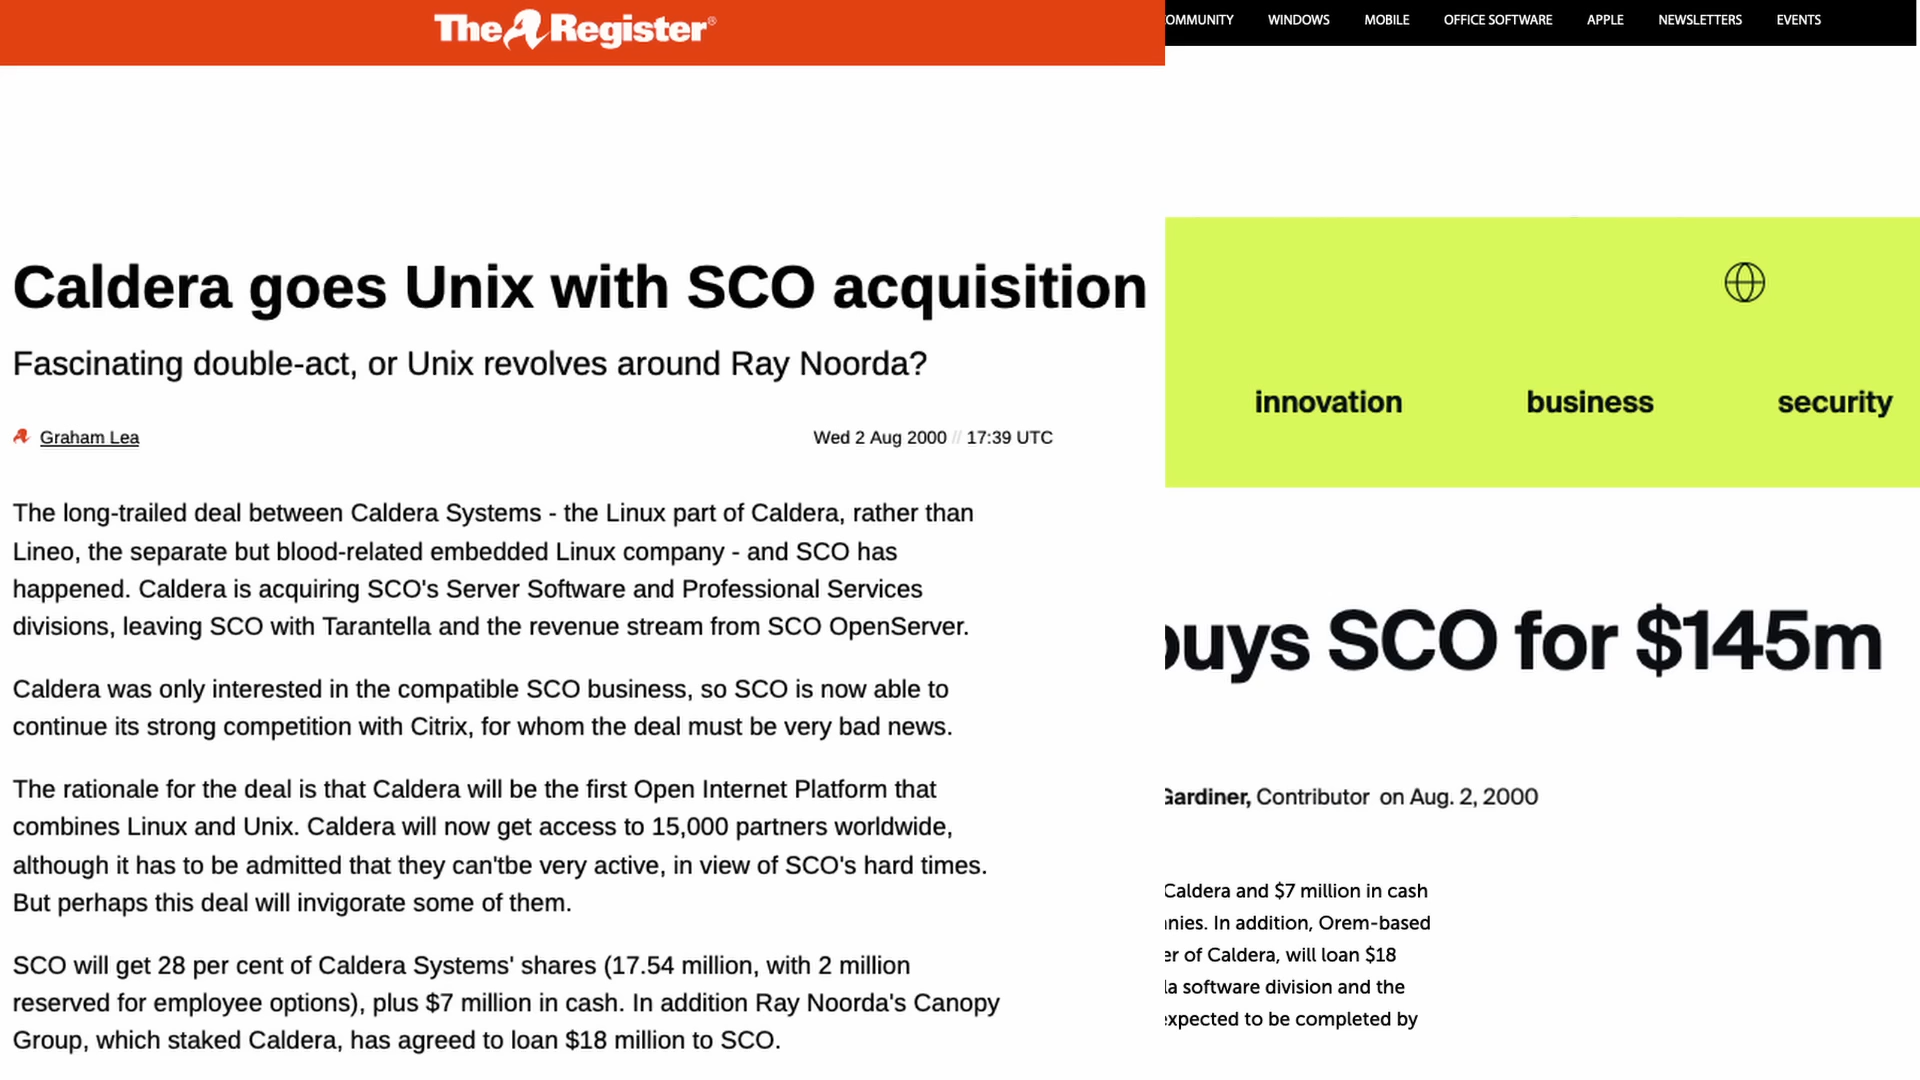 The Register®
Caldera goes Unix with SCO acquisition
Fascinating double-act, or Unix revolves around Ray Noorda?
Graham Lea
Wed 2 Aug 2000 // 17:39 UTC
The long-trailed deal between Caldera Systems - the Linux part of Caldera, rather than
Lineo, the separate but blood-related embedded Linux company - and SCO has
happened. Caldera is acquiring SCO's Server Software and Professional Services
divisions, leaving SCO with Tarantella and the revenue stream from SCO OpenServer.
Caldera was only interested in the compatible SCO business, so SCO is now able to
continue its strong competition with Citrix, for whom the deal must be very bad news.
The rationale for the deal is that Caldera will be the first Open Internet Platform that
combines Linux and Unix. Caldera will now get access to 15,000 partners worldwide,
although it has to be admitted that they can'tbe very active, in view of SCO's hard times.
But perhaps this deal will invigorate some of them.
SCO will get 28 per cent of Caldera Systems' shares (17.54 million, with 2 million
reserved for employee options), plus $7 million in cash. In addition Ray Noorda's Canopy
Group, which staked Caldera, has agreed to loan $18 million to SCO.
OMMUNITY WINDOWS MOBILE OFFICE SOFTWARE APPLE NEWSLETTERS EVENTS
innovation business security
buys SCO for $145m
Gardiner, Contributor on Aug. 2, 2000
Caldera and $7 million in cash
nies. In addition, Orem-based
er of Caldera, will loan $18
la software division and the
expected to be completed by